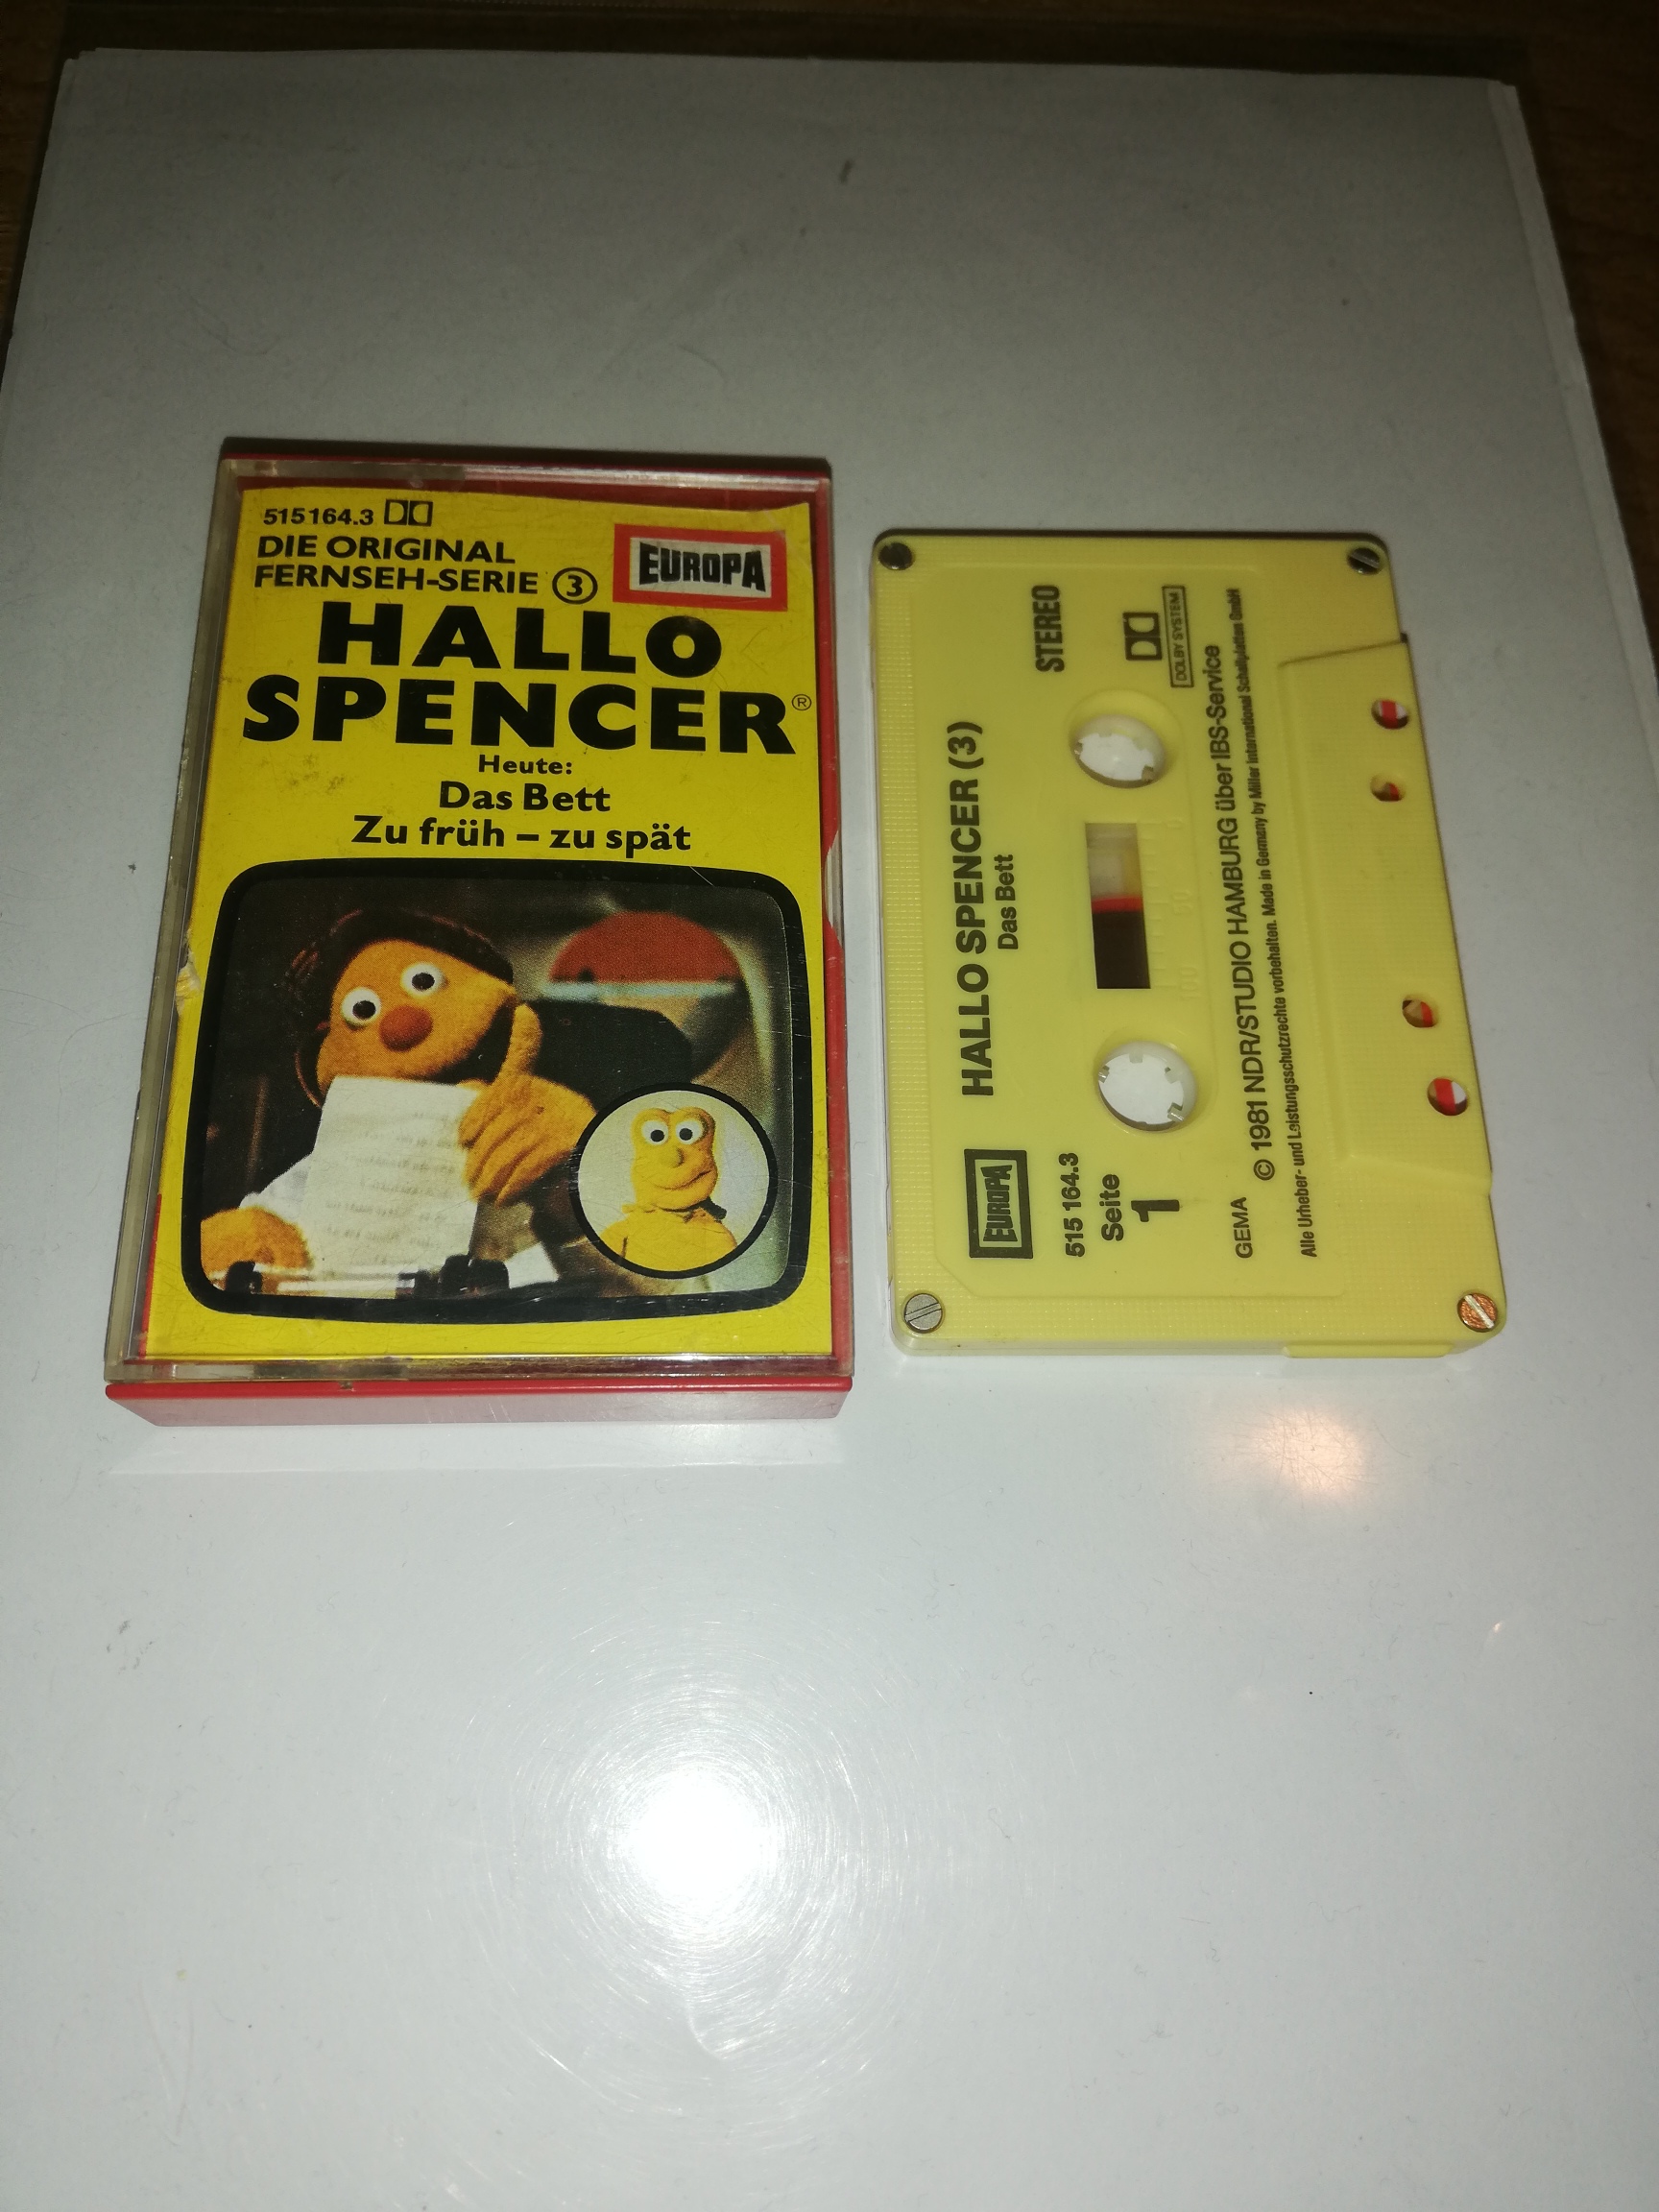 515164.3
DIE ORIGINAL
FERNSEH-SERIE 3
EUROPA
HALLO
SPENCER®
Heute:
Das Bett
Zu früh – zu spät
EUROPA
HALLO SPENCER (3)
Das Bett
STEREO
515 164.3
Seite
1
DOLBY SYSTEM
GEMA
© 1981 NDR/STUDIO HAMBURG über IBS-Service
Alle Urheber- und Leistungsschutzrechte vorbehalten. Made in Germany by Miller International Schallplatten GmbH